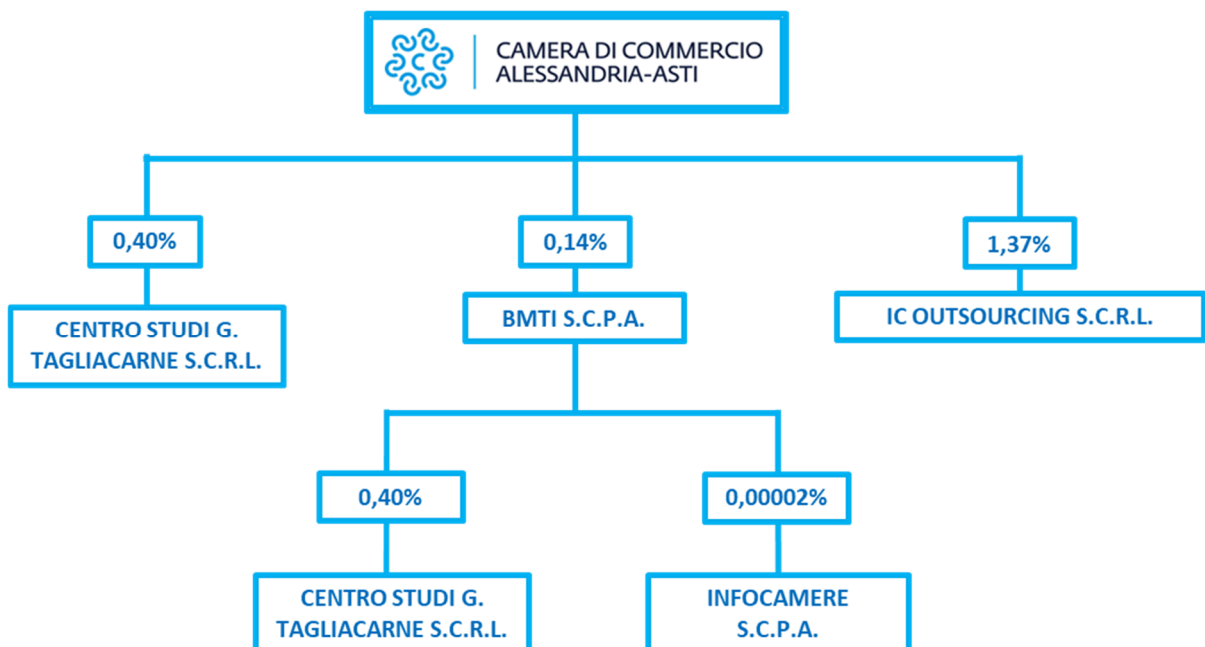 CAMERA DI COMMERCIO
ALESSANDRIA-ASTI
0,40%
0,14%
1,37%
CENTRO STUDI G.
TAGLIACARNE S.C.R.L.
BMTI S.C.P.A.
IC OUTSOURCING S.C.R.L.
0,40%
0,00002%
CENTRO STUDI G.
TAGLIACARNE S.C.R.L.
INFOCAMERE
S.C.P.A.